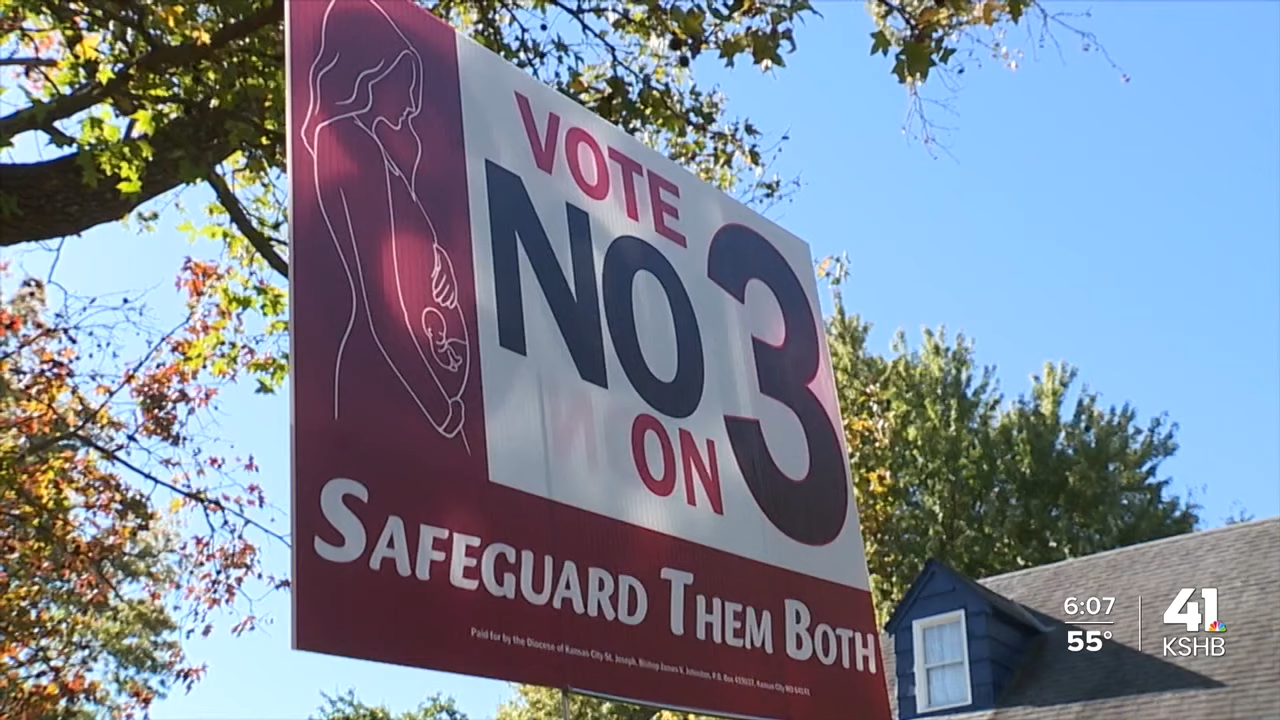 VOTE
NO
ON
3
SAFEGUARD THEM BOTH
Paid for by the Diocese of Kansas City-St. Joseph, Bishop James V. Johnston, P.O. Box 419037, Kansas City MO 64141
6:07
55°
41
KSHB